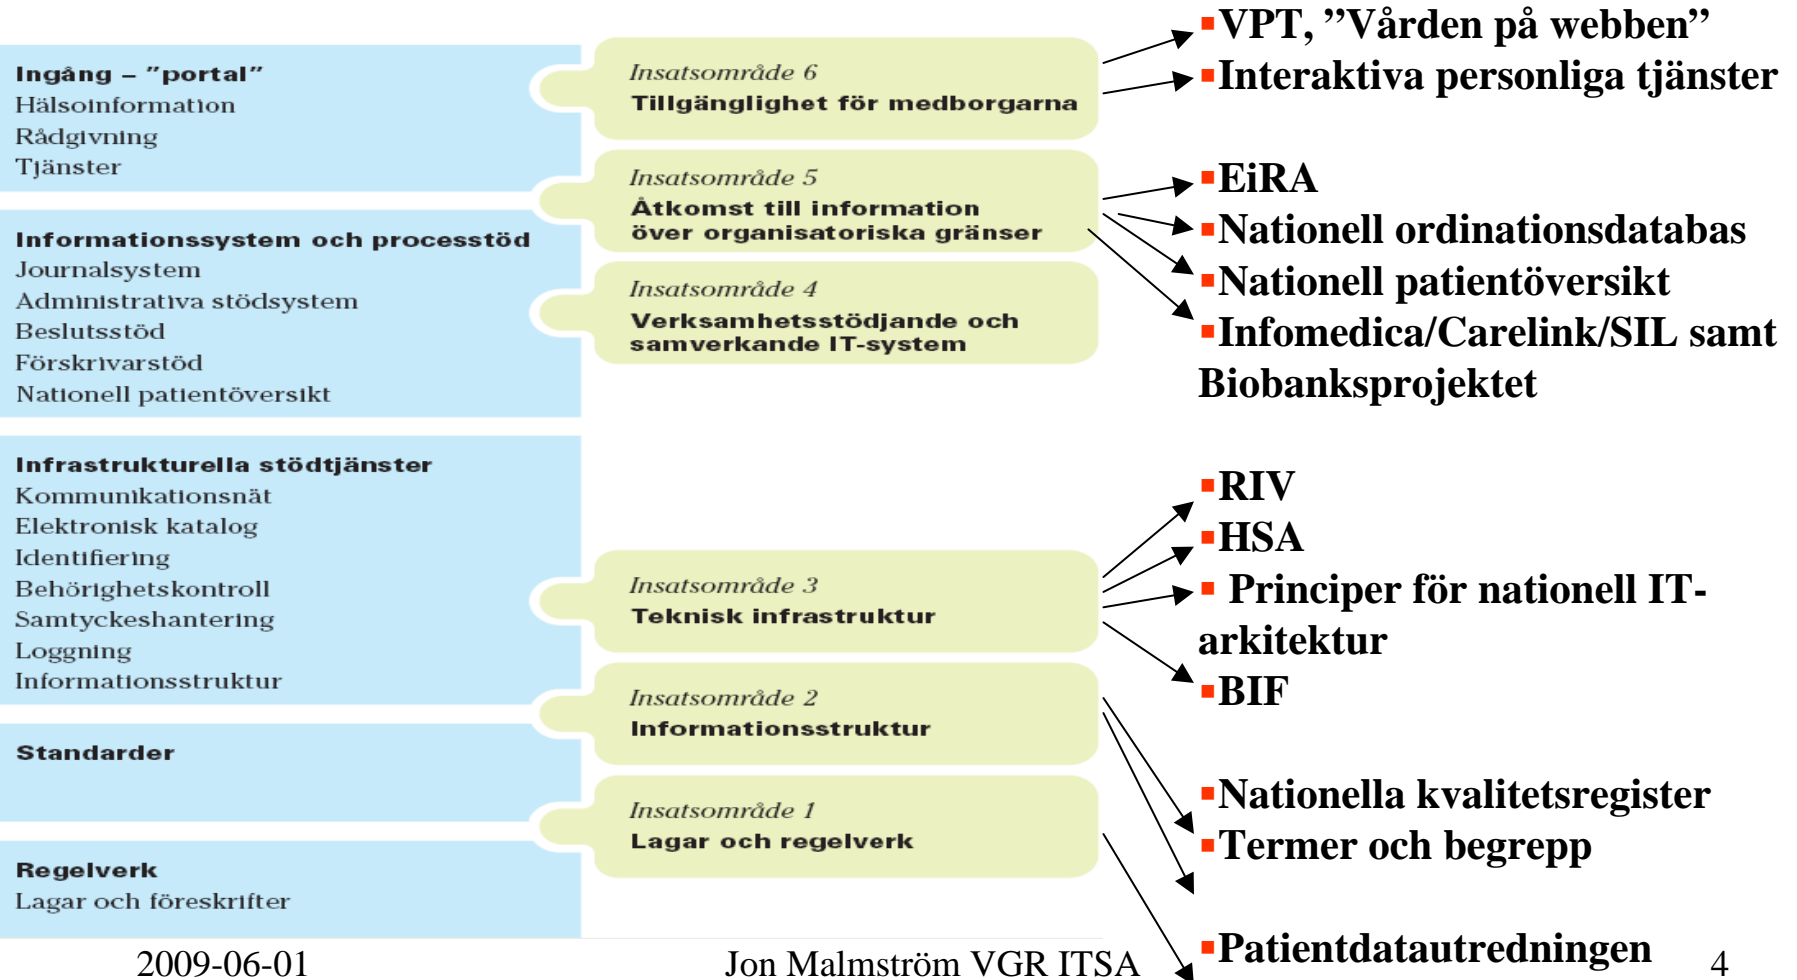 Ingång – ”portal”
Hälsoinformation
Rådgivning
Tjänster
Informationssystem och processtöd
Journalsystem
Administrativa stödsystem
Beslutsstöd
Förskrivarstöd
Nationell patientöversikt
Infrastrukturella stödtjänster
Kommunikationsnät
Elektronisk katalog
Identifiering
Behörighetskontroll
Samtyckeshantering
Loggning
Informationsstruktur
Standarder
Regelverk
Lagar och föreskrifter
Insatsområde 6
Tillgänglighet för medborgarna
Insatsområde 5
Åtkomst till information
över organisatoriska gränser
Insatsområde 4
Verksamhetsstödjande och
samverkande IT-system
Insatsområde 3
Teknisk infrastruktur
Insatsområde 2
Informationsstruktur
Insatsområde 1
Lagar och regelverk
▪VPT, ”Vården på webben”
▪Interaktiva personliga tjänster
▪EiRA
▪Nationell ordinationsdatabas
▪Nationell patientöversikt
▪Infomedica/Carelink/SIL samt
Biobanksprojektet
▪RIV
▪HSA
▪ Principer för nationell IT-
arkitektur
▪BIF
▪Nationella kvalitetsregister
▪Termer och begrepp
▪Patientdatautredningen
2009-06-01
Jon Malmström VGR ITSA
4